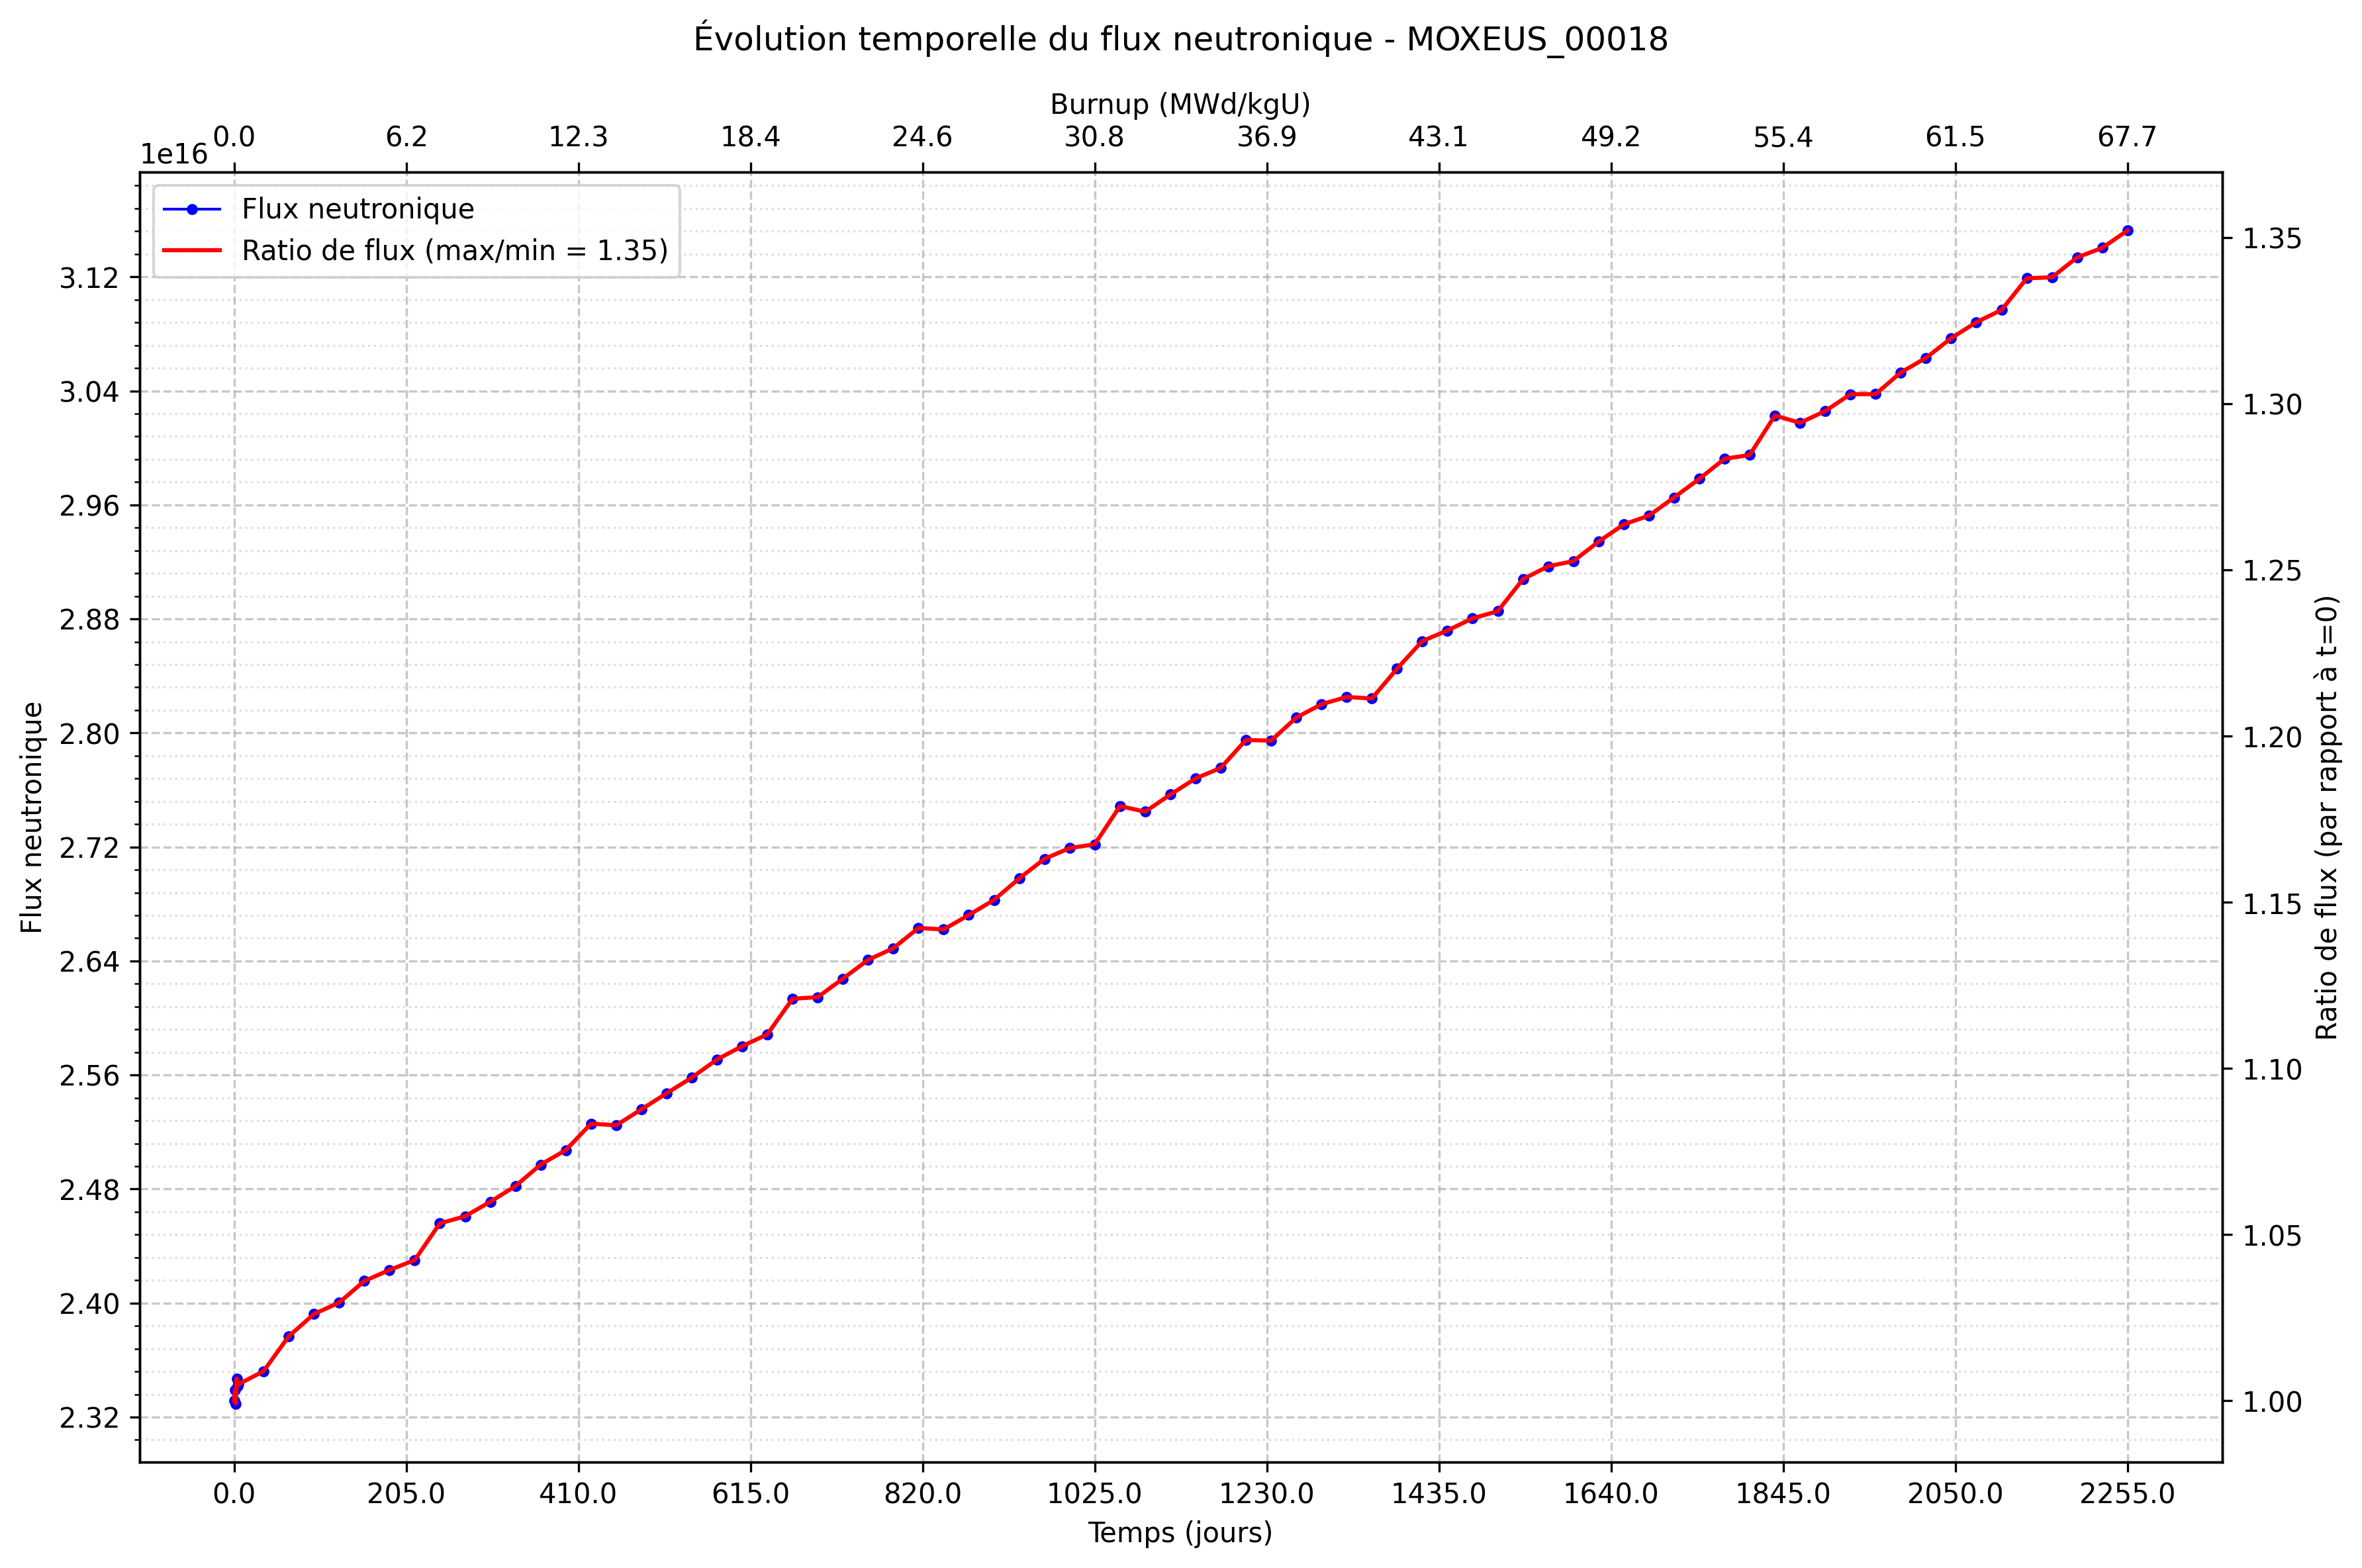 Évolution temporelle du flux neutronique - MOXEUS_00018
Burnup (MWd/kgU)
0.0 6.2 12.3 18.4 24.6 30.8 36.9 43.1 49.2 55.4 61.5 67.7
1e16
Flux neutronique
Ratio de flux (max/min = 1.35)
3.12
3.04
2.96
2.88
2.80
2.72
2.64
2.56
2.48
2.40
2.32
Flux neutronique
1.35
1.30
1.25
1.20
1.15
1.10
1.05
1.00
Ratio de flux (par rapport à t=0)
0.0 205.0 410.0 615.0 820.0 1025.0 1230.0 1435.0 1640.0 1845.0 2050.0 2255.0
Temps (jours)